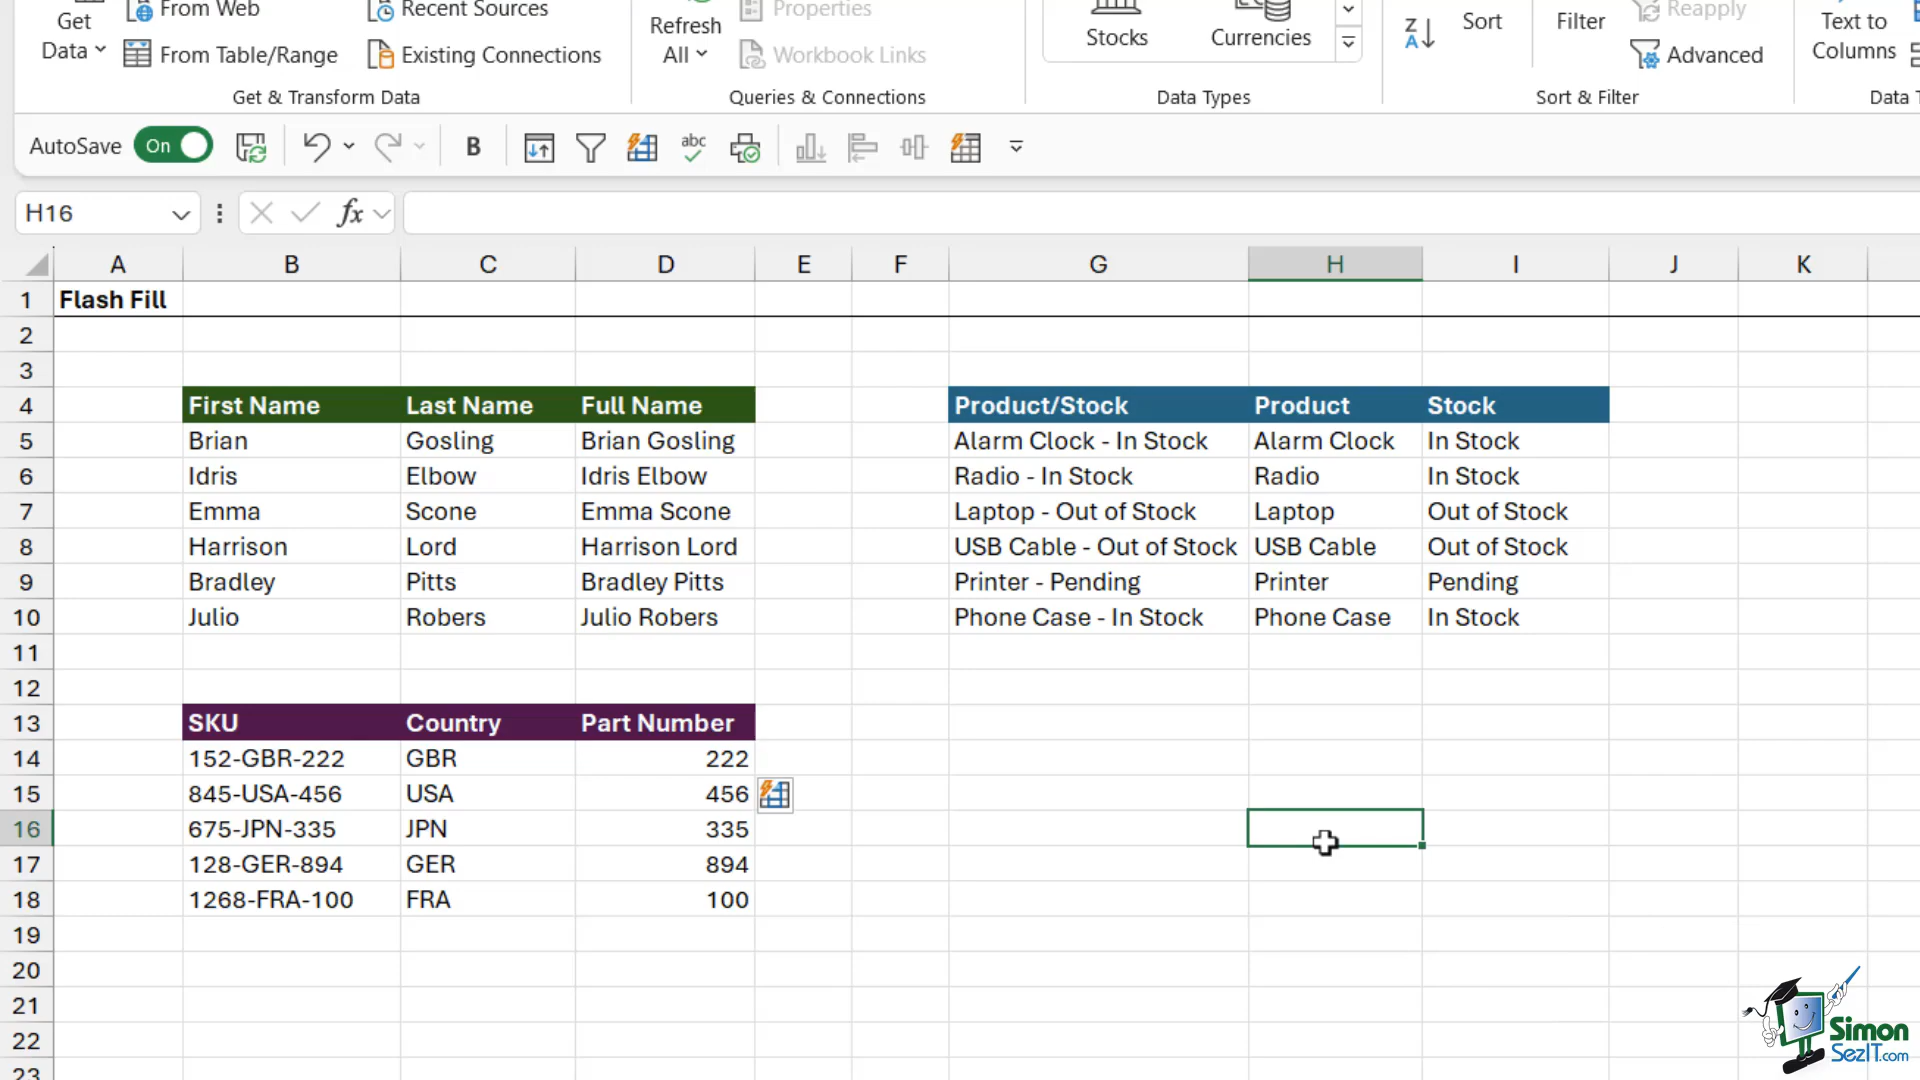 Get Data
From Web
From Table/Range
Recent Sources
Existing Connections
Get & Transform Data
Refresh All
Properties
Workbook Links
Queries & Connections
Stocks
Currencies
Data Types
Sort
Filter
Reapply
Advanced
Sort & Filter
Text to Columns
Data T
AutoSave On B abc
H16 fx
A B C D E F G H I J K
1 Flash Fill
2
3
4 First Name Last Name Full Name Product/Stock Product Stock
5 Brian Gosling Brian Gosling Alarm Clock - In Stock Alarm Clock In Stock
6 Idris Elbow Idris Elbow Radio - In Stock Radio In Stock
7 Emma Scone Emma Scone Laptop - Out of Stock Laptop Out of Stock
8 Harrison Lord Harrison Lord USB Cable - Out of Stock USB Cable Out of Stock
9 Bradley Pitts Bradley Pitts Printer - Pending Printer Pending
10 Julio Robers Julio Robers Phone Case - In Stock Phone Case In Stock
11
12
13 SKU Country Part Number
14 152-GBR-222 GBR 222
15 845-USA-456 USA 456
16 675-JPN-335 JPN 335
17 128-GER-894 GER 894
18 1268-FRA-100 FRA 100
19
20
21
22
23
Simon
SezIT.com